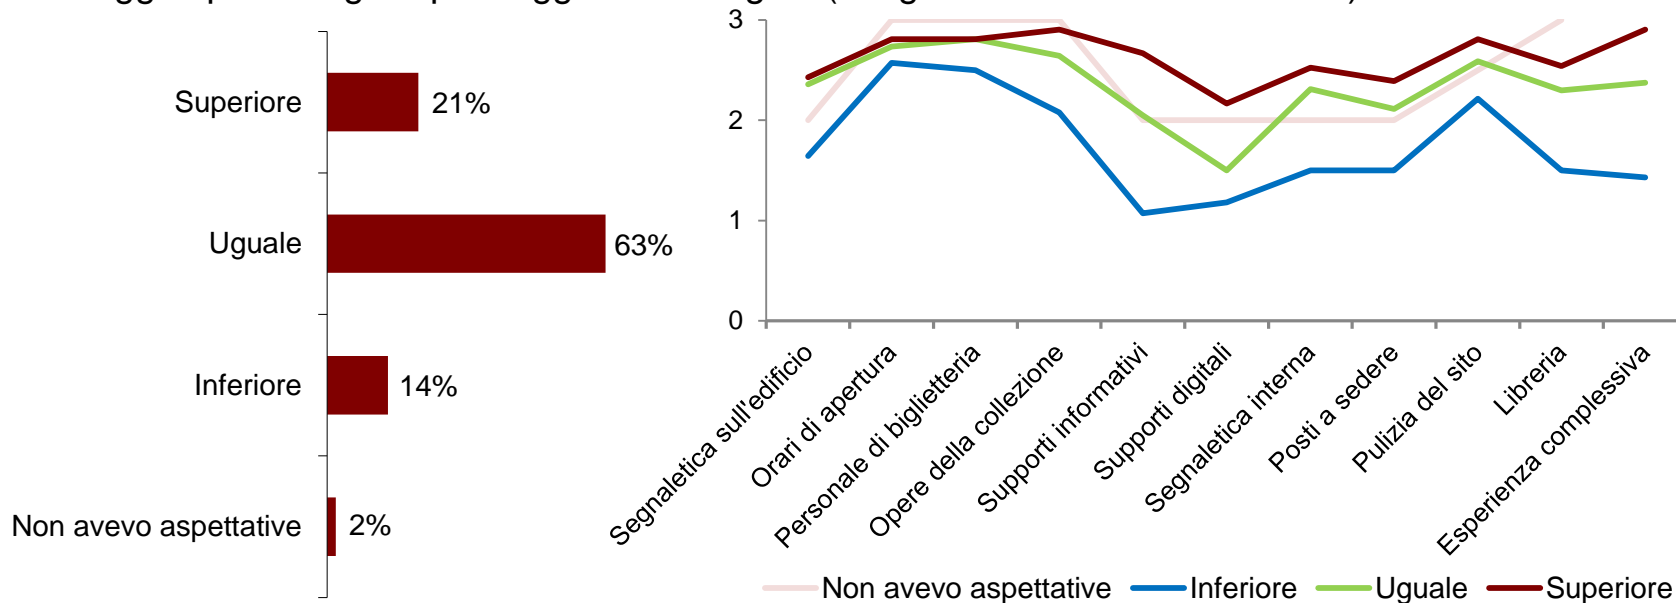 Superiore
21%
Uguale
63%
Inferiore
14%
Non avevo aspettative
2%
3
2
1
0
Segnaletica sull'edificio
Orari di apertura
Personale di biglietteria
Opere della collezione
Supporti informativi
Supporti digitali
Segnaletica interna
Posti a sedere
Pulizia del sito
Libreria
Esperienza complessiva
Non avevo aspettative
Inferiore
Uguale
Superiore